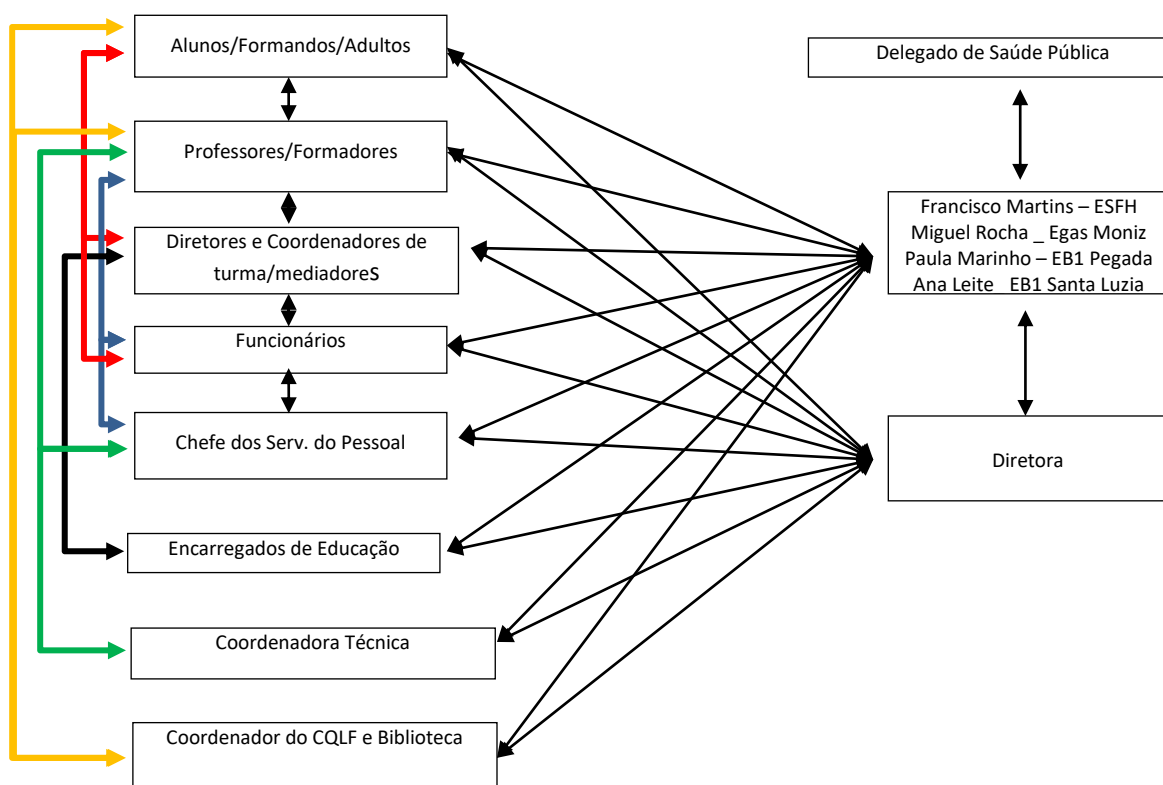 Alunos/Formandos/Adultos
Professores/Formadores
Diretores e Coordenadores de
turma/mediadores
Funcionários
Chefe dos Serv. do Pessoal
Encarregados de Educação
Coordenadora Técnica
Coordenador do CQLF e Biblioteca
Delegado de Saúde Pública
Francisco Martins – ESFH
Miguel Rocha _ Egas Moniz
Paula Marinho – EB1 Pegada
Ana Leite _ EB1 Santa Luzia
Diretora